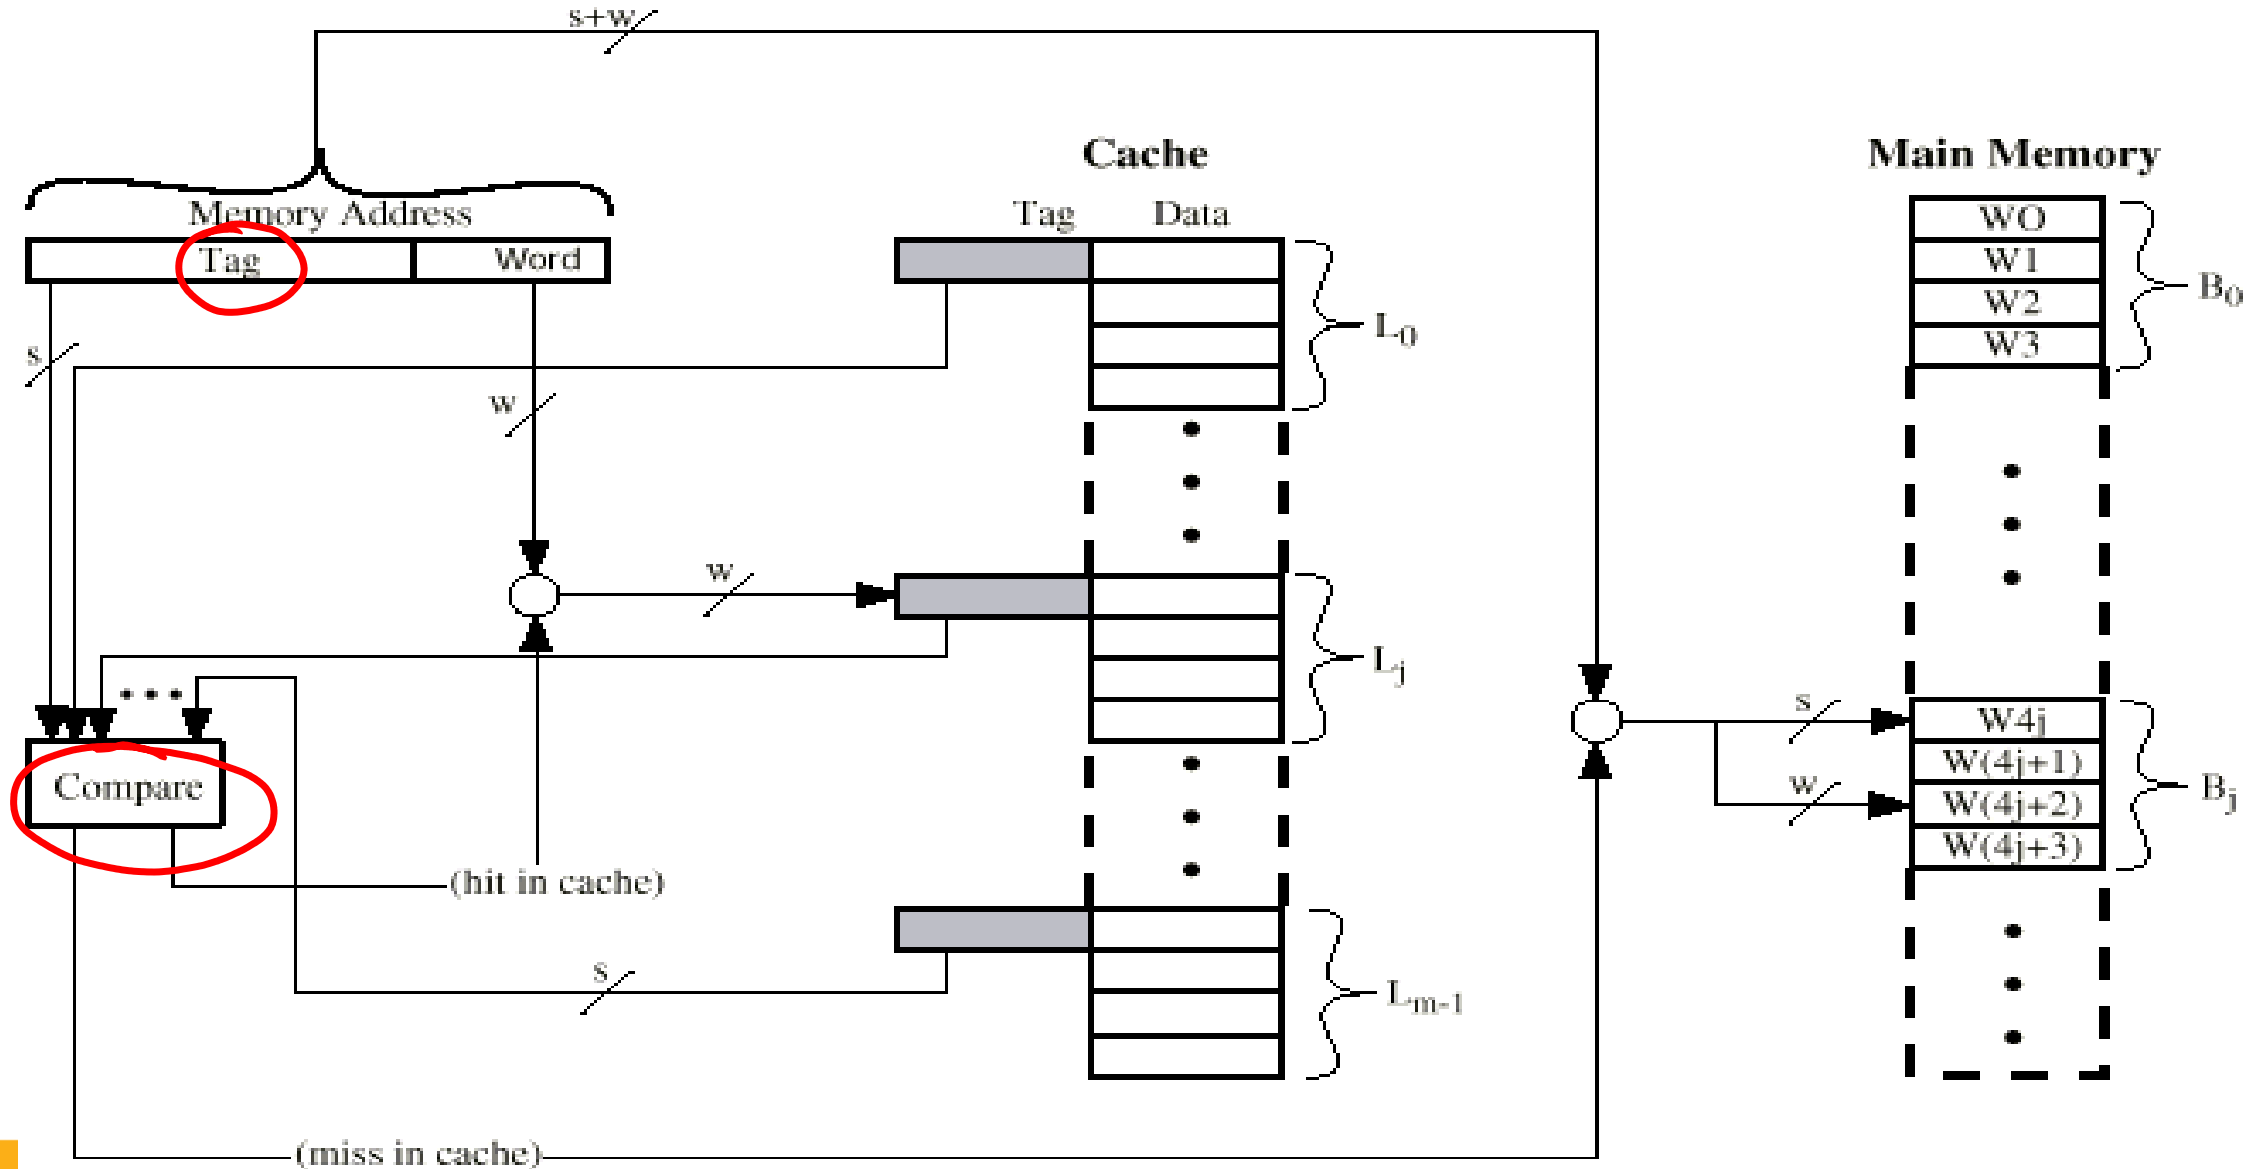 s+w
Cache
Main Memory
Memory Address
Tag Data
Tag Word
W0
W1
W2
W3
B0
L0
s
w
w
Lj
s
W4j
W(4j+1)
w
W(4j+2)
W(4j+3)
Bj
Compare
(hit in cache)
s
Lm-1
(miss in cache)